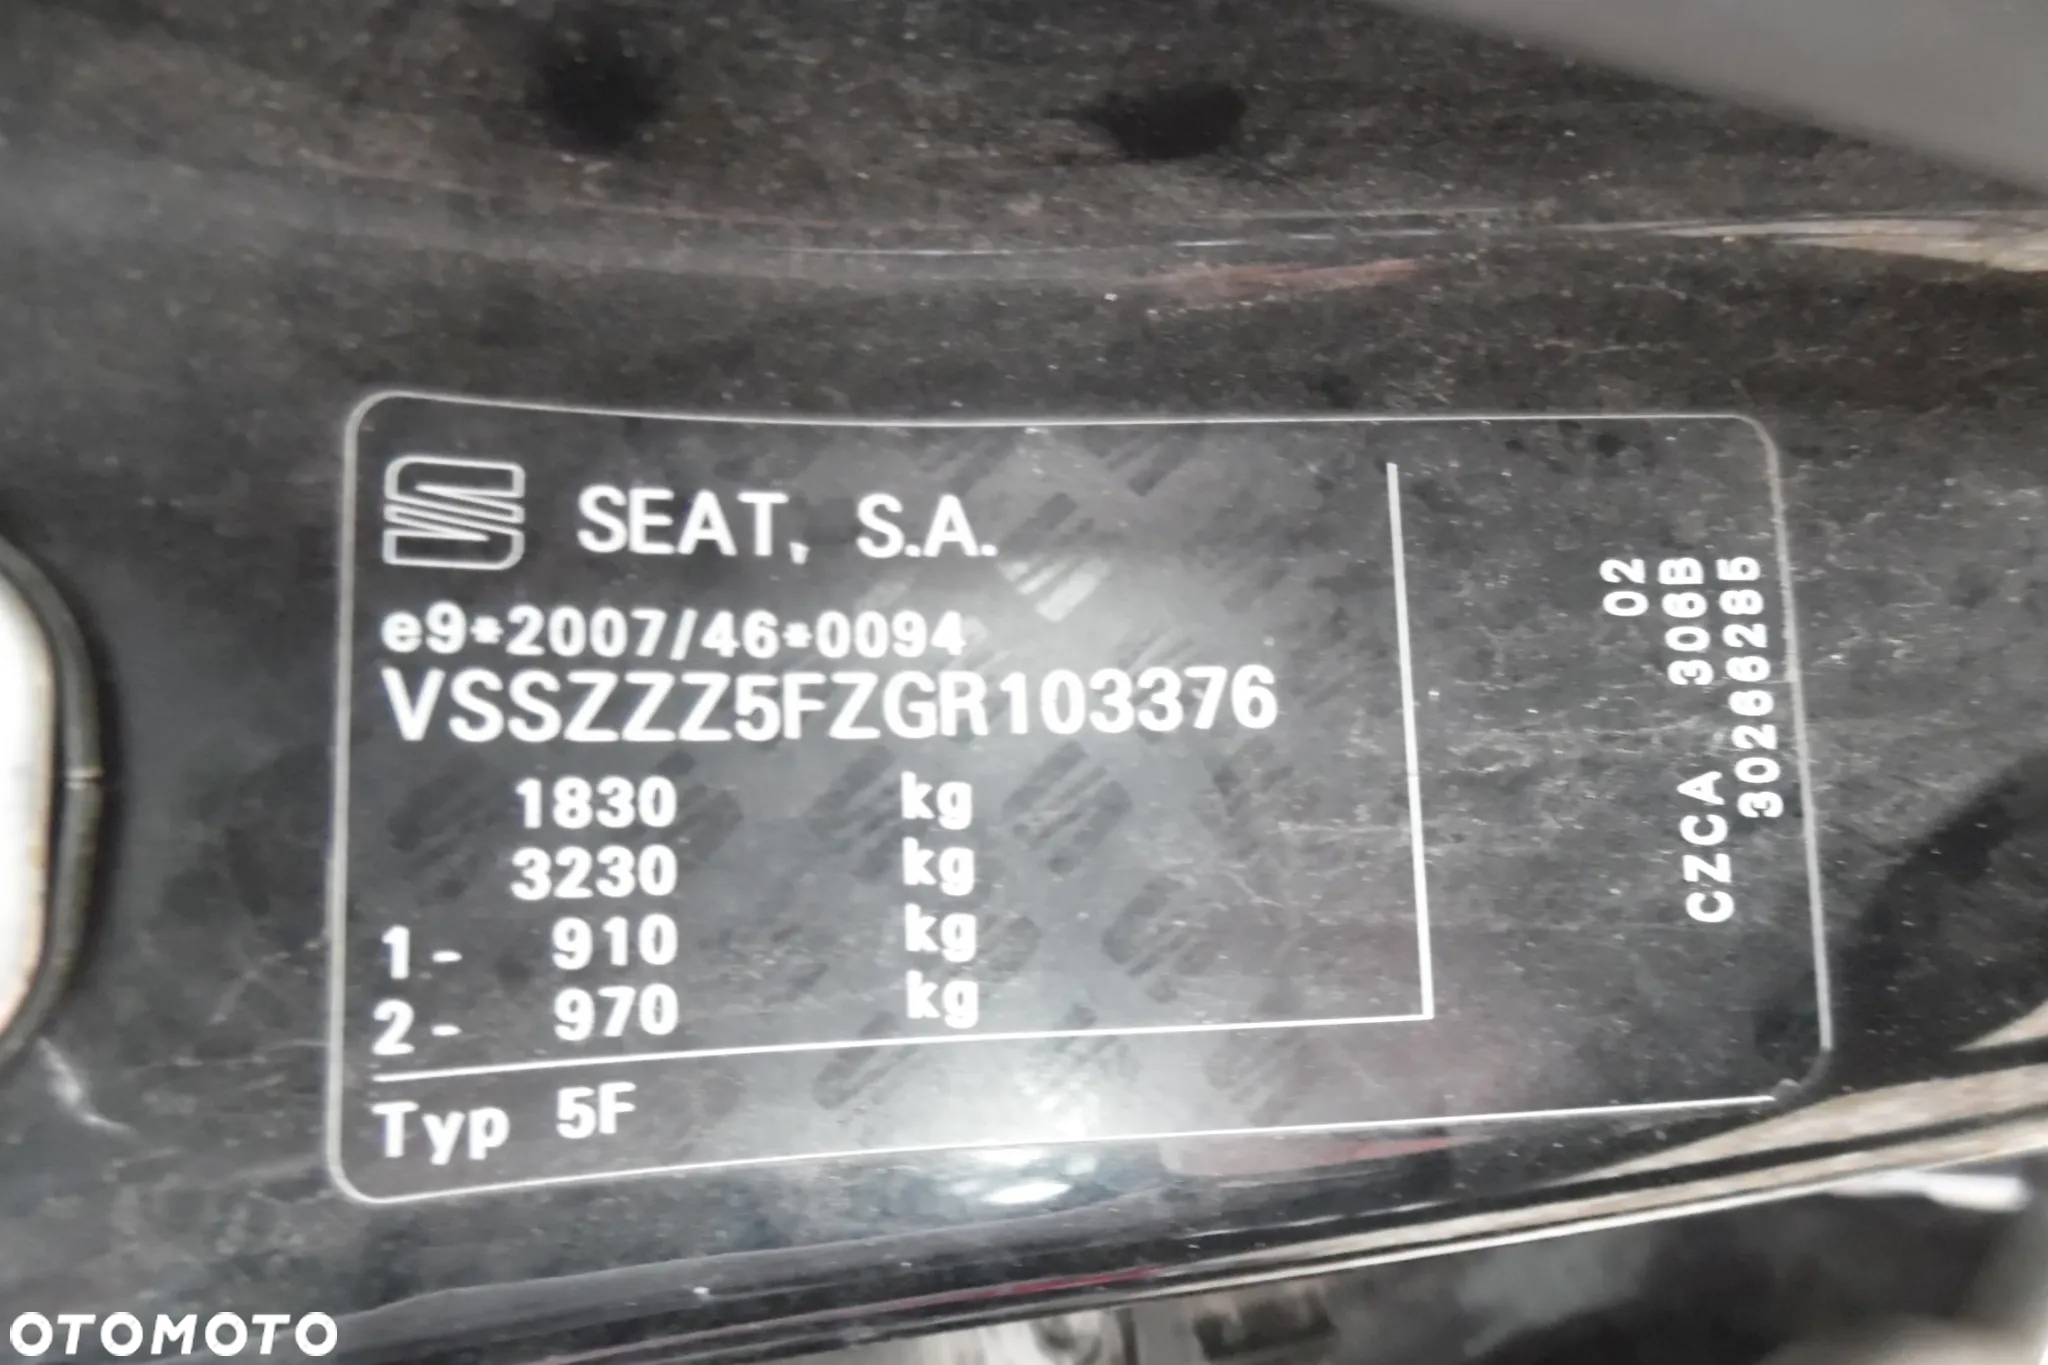 SEAT, S.A.
e9*2007/46*0094
VSSZZZ5FZGR103376
1830 kg
3230 kg
1 - 910 kg
2 - 970 kg
Typ 5F
02
CZCA 306B
30286285
OTOMOTO